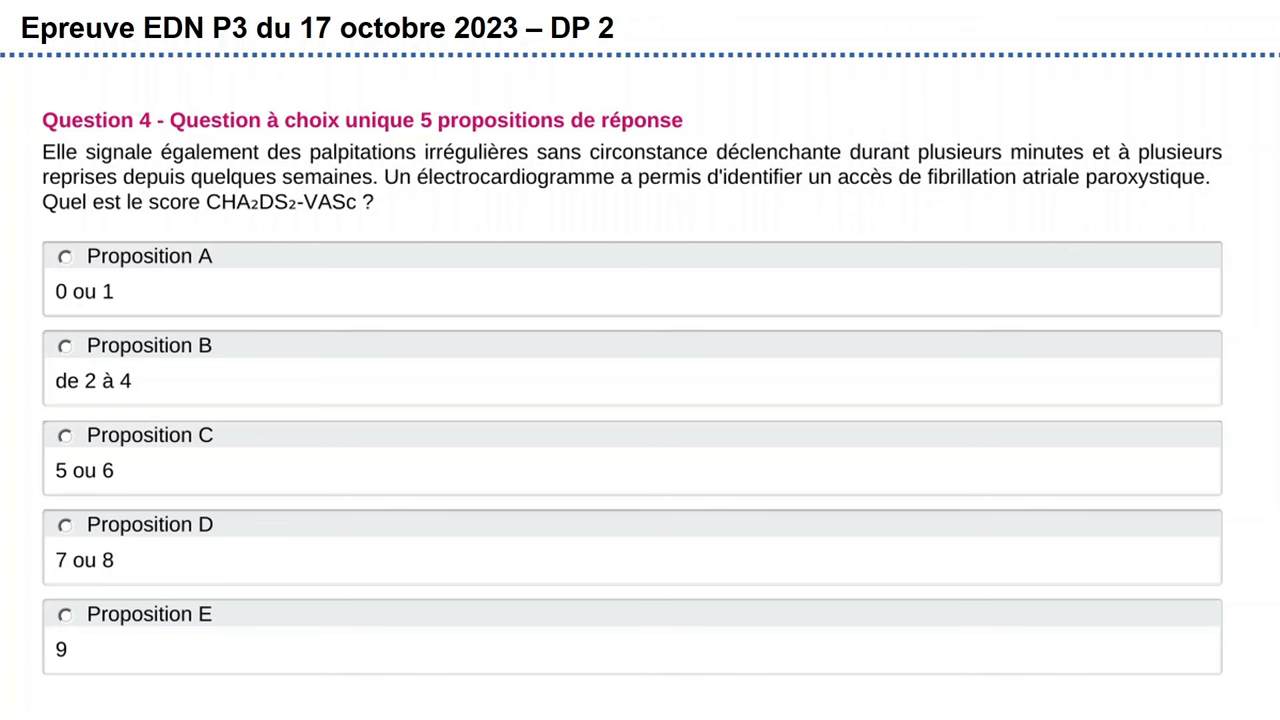 Epreuve EDN P3 du 17 octobre 2023 – DP 2
Question 4 - Question à choix unique 5 propositions de réponse
Elle signale également des palpitations irrégulières sans circonstance déclenchante durant plusieurs minutes et à plusieurs
reprises depuis quelques semaines. Un électrocardiogramme a permis d'identifier un accès de fibrillation atriale paroxystique.
Quel est le score CHA₂DS₂-VASc ?
Proposition A
0 ou 1
Proposition B
de 2 à 4
Proposition C
5 ou 6
Proposition D
7 ou 8
Proposition E
9